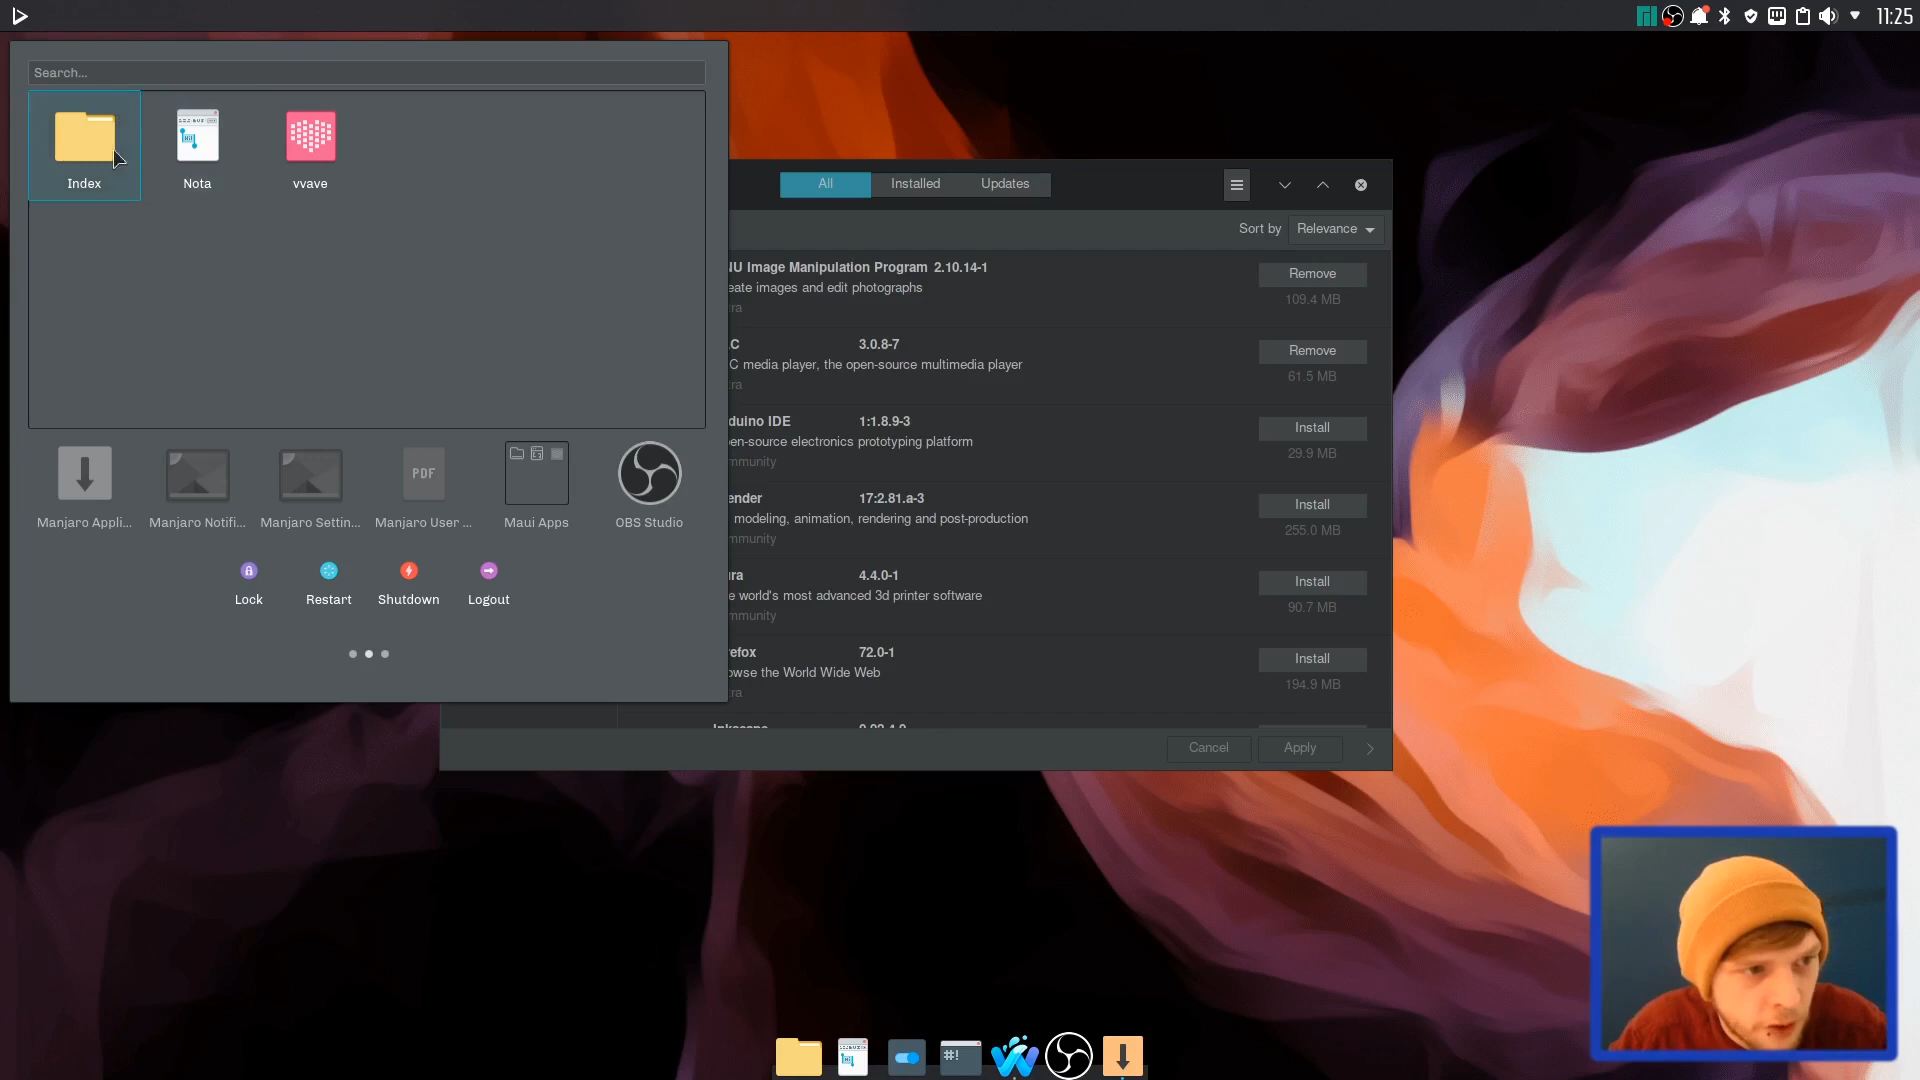 11:25
Search...
Index
Nota
vvave
Manjaro Appli...
Manjaro Notifi...
Manjaro Settin...
Manjaro User ...
PDF
Maui Apps
OBS Studio
Lock
Restart
Shutdown
Logout
All
Installed
Updates
Sort by
Relevance
NU Image Manipulation Program 2.10.14-1
eate images and edit photographs
tra
Remove
109.4 MB
C 3.0.8-7
C media player, the open-source multimedia player
tra
Remove
61.5 MB
duino IDE 1:1.8.9-3
en-source electronics prototyping platform
mmunity
Install
29.9 MB
ender 17:2.81.a-3
modeling, animation, rendering and post-production
mmunity
Install
255.0 MB
ra 4.4.0-1
e world's most advanced 3d printer software
mmunity
Install
90.7 MB
efox 72.0-1
owse the World Wide Web
tra
Install
194.9 MB
Cancel
Apply
#!